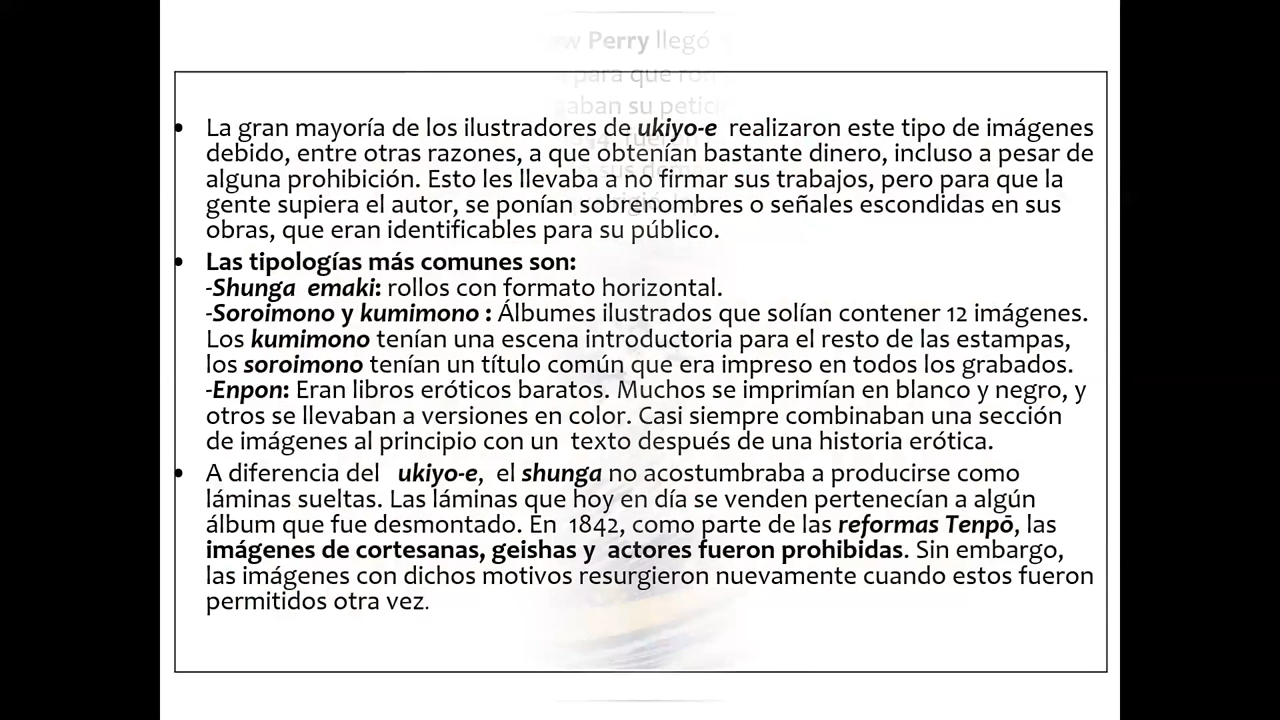 w Perry llegó
para que ro
aban su petic
• La gran mayoría de los ilustradores de ukiyo-e realizaron este tipo de imágenes
debido, entre otras razones, a que obtenían bastante dinero, incluso a pesar de
alguna prohibición. Esto les llevaba a no firmar sus trabajos, pero para que la
gente supiera el autor, se ponían sobrenombres o señales escondidas en sus
obras, que eran identificables para su público.
• Las tipologías más comunes son:
-Shunga emaki: rollos con formato horizontal.
-Soroimono y kumimono : Álbumes ilustrados que solían contener 12 imágenes.
Los kumimono tenían una escena introductoria para el resto de las estampas,
los soroimono tenían un título común que era impreso en todos los grabados.
-Enpon: Eran libros eróticos baratos. Muchos se imprimían en blanco y negro, y
otros se llevaban a versiones en color. Casi siempre combinaban una sección
de imágenes al principio con un texto después de una historia erótica.
• A diferencia del ukiyo-e, el shunga no acostumbraba a producirse como
láminas sueltas. Las láminas que hoy en día se venden pertenecían a algún
álbum que fue desmontado. En 1842, como parte de las reformas Tenpō, las
imágenes de cortesanas, geishas y actores fueron prohibidas. Sin embargo,
las imágenes con dichos motivos resurgieron nuevamente cuando estos fueron
permitidos otra vez.